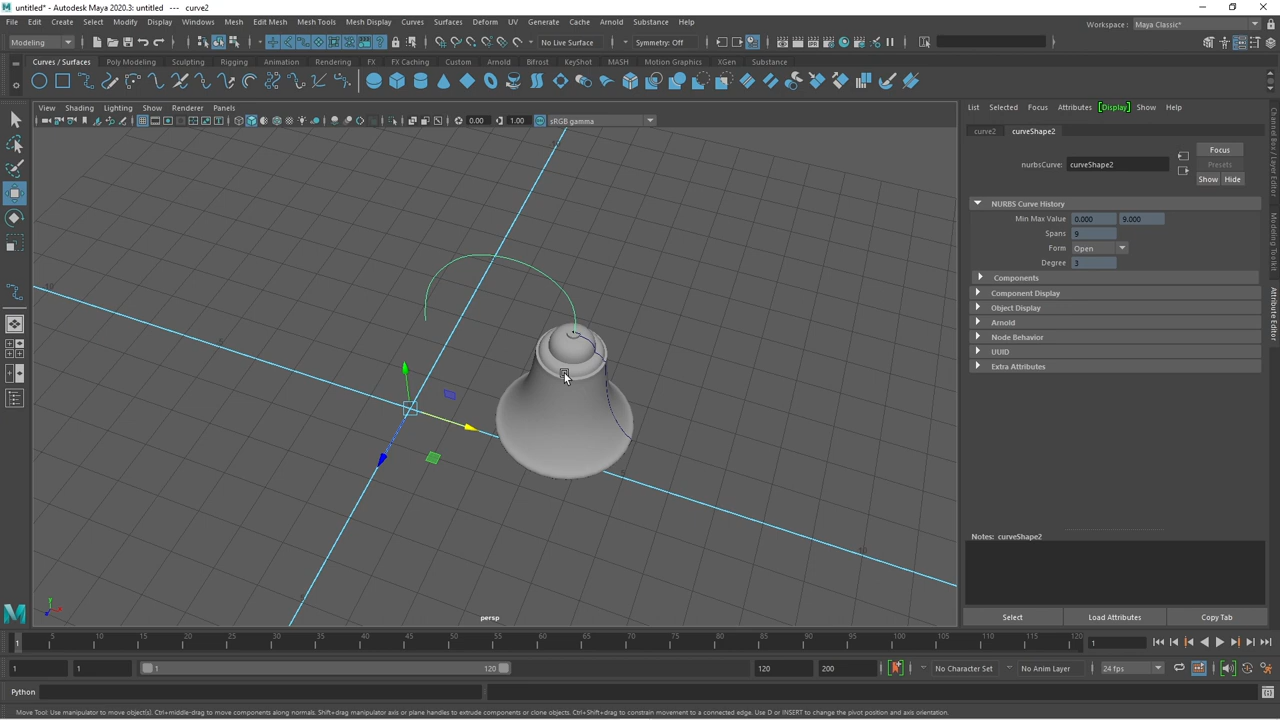 untitled* - Autodesk Maya 2020.3: untitled --- curve2
File Edit Create Select Modify Display Windows Mesh Edit Mesh Mesh Tools Mesh Display Curves Surfaces Deform UV Generate Cache Arnold Substance Help
Workspace : Maya Classic*
Modeling No Live Surface Symmetry: Off
Curves / Surfaces Poly Modeling Sculpting Rigging Animation Rendering FX FX Caching Custom Arnold Bifrost KeyShot MASH Motion Graphics XGen Substance
View Shading Lighting Show Renderer Panels
0.00 1.00 sRGB gamma
List Selected Focus Attributes [Display] Show Help
curve2 curveShape2
Focus
nurbsCurve: curveShape2
Presets
Show Hide
NURBS Curve History
Min Max Value 0.000 9.000
Spans 9
Form Open
Degree 3
Components
Component Display
Object Display
Arnold
Node Behavior
UUID
Extra Attributes
Notes: curveShape2
Select Load Attributes Copy Tab
Channel Box / Layer Editor
Modeling Toolkit
Attribute Editor
persp
5 10 15 20 25 30 35 40 45 50 55 60 65 70 75 80 85 90 95 100 105 110 115 120
1 1
1 1 1 120 120 200 No Character Set No Anim Layer 24 fps
Python
Move Tool: Use manipulator to move object(s). Ctrl+middle-drag to move components along normals. Shift+drag manipulator axis or plane handles to extrude components or clone objects. Ctrl+Shift+drag to constrain movement to a connected edge. Use D or INSERT to change the pivot position and axis orientation.